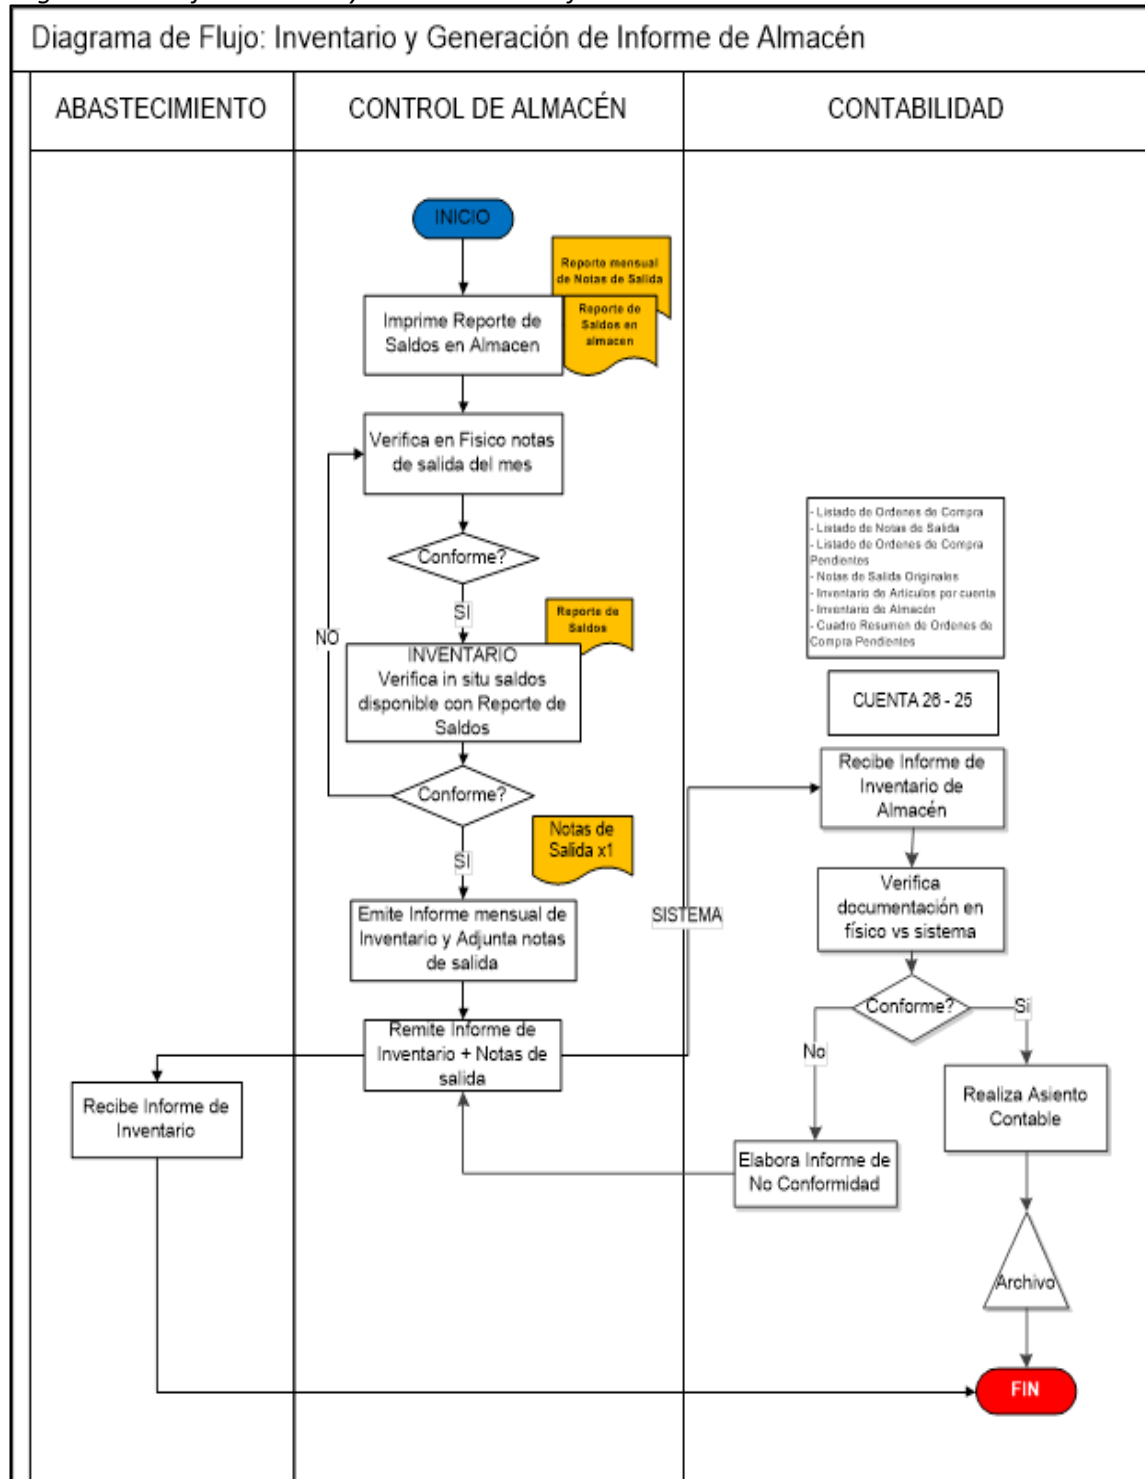 Diagrama de Flujo: Inventario y Generación de Informe de Almacén
ABASTECIMIENTO
CONTROL DE ALMACÉN
CONTABILIDAD
INICIO
Reporte mensual
de Notas de Salida
Reporte de
Saldos en
almacen
Imprime Reporte de
Saldos en Almacen
Verifica en Fisico notas
de salida del mes
Conforme?
SI
NO
Reporte de
Saldos
INVENTARIO
Verifica in situ saldos
disponible con Reporte de
Saldos
Conforme?
SI
Notas de
Salida x1
Emite Informe mensual de
Inventario y Adjunta notas
de salida
Remite Informe de
Inventario + Notas de
salida
SISTEMA
Recibe Informe de
Inventario
- Listado de Ordenes de Compra
- Listado de Notas de Salida
- Listado de Ordenes de Compra
Pendientes
- Notas de Salida Originales
- Inventario de Articulos por cuenta
- Inventario de Almacén
- Cuadro Resumen de Ordenes de
Compra Pendientes
CUENTA 26 - 25
Recibe Informe de
Inventario de
Almacén
Verifica
documentación en
físico vs sistema
Conforme?
Si
No
Realiza Asiento
Contable
Elabora Informe de
No Conformidad
Archivo
FIN